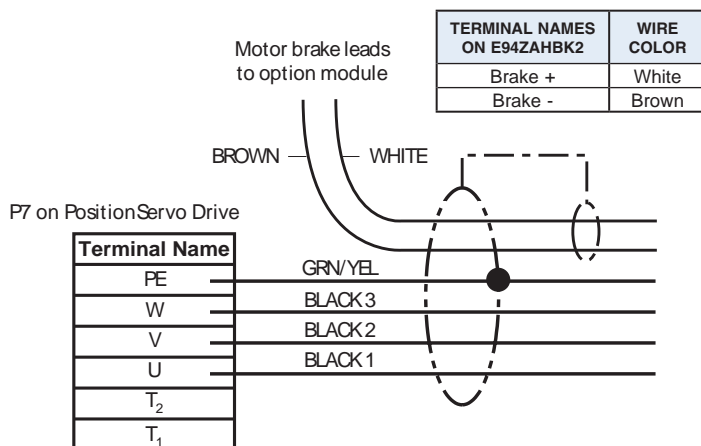 TERMINAL NAMES ON E94ZAHBK2 WIRE COLOR
Brake + White
Brake - Brown
Motor brake leads
to option module
BROWN WHITE
P7 on PositionServo Drive
Terminal Name
PE GRN/YEL
W BLACK 3
V BLACK 2
U BLACK 1
T2
T1